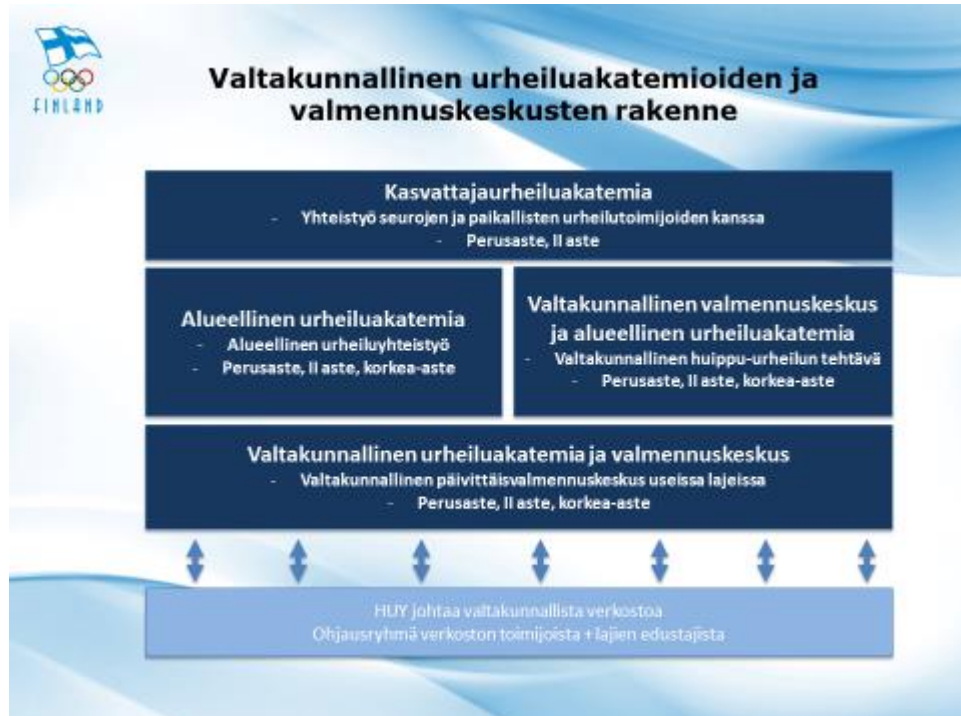 FINLAND
Valtakunnallinen urheiluakatemioiden ja
valmennuskeskusten rakenne
Kasvattajaurheiluakatemia
- Yhteistyö seurojen ja paikallisten urheilutoimijoiden kanssa
- Perusaste, II aste
Alueellinen urheiluakatemia
- Alueellinen urheiluyhteistyö
- Perusaste, II aste, korkea-aste
Valtakunnallinen valmennuskeskus
ja alueellinen urheiluakatemia
- Valtakunnallinen huippu-urheilun tehtävä
- Perusaste, II aste, korkea-aste
Valtakunnallinen urheiluakatemia ja valmennuskeskus
- Valtakunnallinen päivittäisvalmennuskeskus useissa lajeissa
- Perusaste, II aste, korkea-aste
HUY johtaa valtakunnallista verkostoa
Ohjausryhmä verkoston toimijoista + lajien edustajista